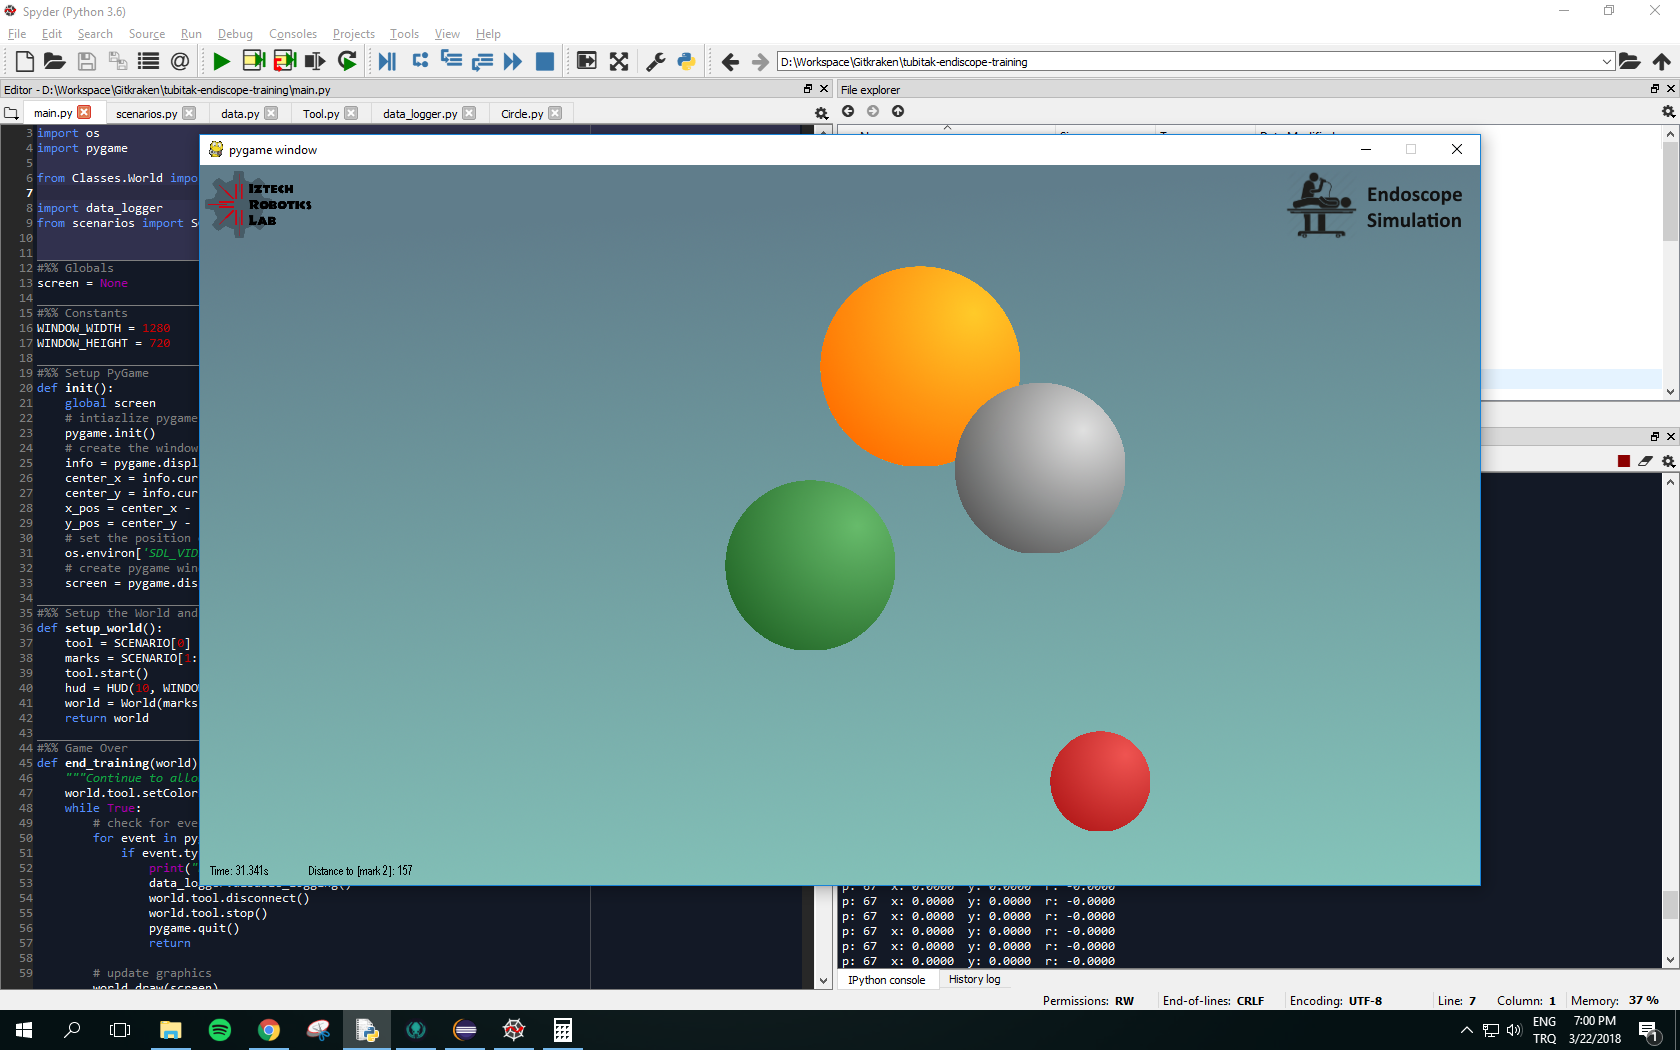 Spyder (Python 3.6)
File Edit Search Source Run Debug Consoles Projects Tools View Help
D:\Workspace\Gitkraken\tubitak-endiscope-training
Editor - D:\Workspace\Gitkraken\tubitak-endiscope-training\main.py
File explorer
main.py scenarios.py data.py Tool.py data_logger.py Circle.py
pygame window
IZTECH
ROBOTICS
LAB
Endoscope
Simulation
3 import os
4 import pygame
5
6 from Classes.World impo
7
8 import data_logger
9 from scenarios import S
10
11
12 #%% Globals
13 screen = None
14
15 #%% Constants
16 WINDOW_WIDTH = 1280
17 WINDOW_HEIGHT = 720
18
19 #%% Setup PyGame
20 def init():
21 global screen
22 # intiazlize pygame
23 pygame.init()
24 # create the window
25 info = pygame.displ
26 center_x = info.cur
27 center_y = info.cur
28 x_pos = center_x -
29 y_pos = center_y -
30 # set the position
31 os.environ['SDL_VID
32 # create pygame win
33 screen = pygame.dis
34
35 #%% Setup the World and
36 def setup_world():
37 tool = SCENARIO[0]
38 marks = SCENARIO[1:
39 tool.start()
40 hud = HUD(10, WINDO
41 world = World(marks
42 return world
43
44 #%% Game Over
45 def end_training(world)
46 """Continue to allo
47 world.tool.setColor
48 while True:
49 # check for eve
50 for event in py
51 if event.ty
52 print("
53 data_logger.disable_logging()
54 world.tool.disconnect()
55 world.tool.stop()
56 pygame.quit()
57 return
58
59 # update graphics
world.draw(screen)
Time: 31.341s Distance to [mark 2]: 157
p: 67 x: 0.0000 y: 0.0000 r: -0.0000
p: 67 x: 0.0000 y: 0.0000 r: -0.0000
p: 67 x: 0.0000 y: 0.0000 r: -0.0000
p: 67 x: 0.0000 y: 0.0000 r: -0.0000
p: 67 x: 0.0000 y: 0.0000 r: -0.0000
p: 67 x: 0.0000 y: 0.0000 r: -0.0000
IPython console History log
Permissions: RW End-of-lines: CRLF Encoding: UTF-8 Line: 7 Column: 1 Memory: 37 %
ENG 7:00 PM
TRQ 3/22/2018
1